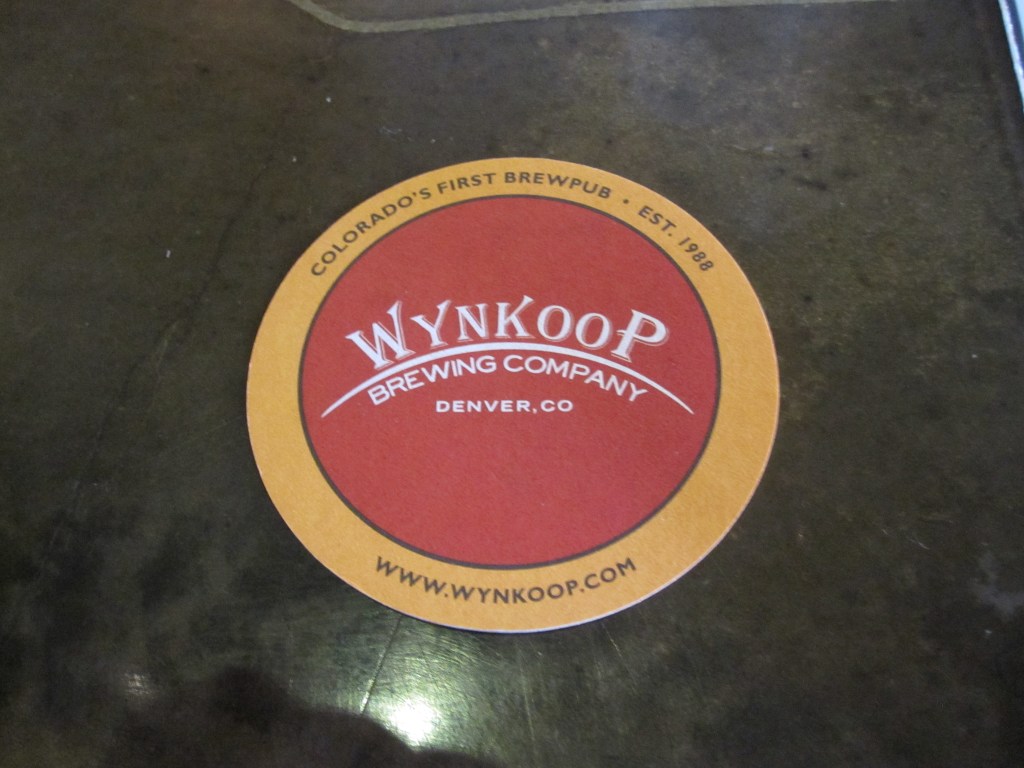 COLORADO'S FIRST BREWPUB · EST. 1988
WYNKOOP
BREWING COMPANY
DENVER, CO
WWW.WYNKOOP.COM